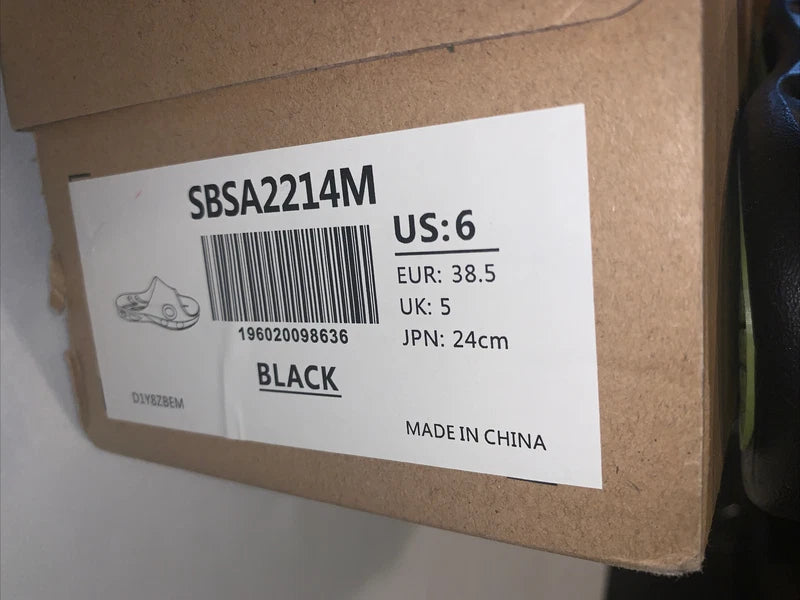 SBSA2214M
196020098636
BLACK
D1Y8ZBEM
US:6
EUR: 38.5
UK: 5
JPN: 24cm
MADE IN CHINA